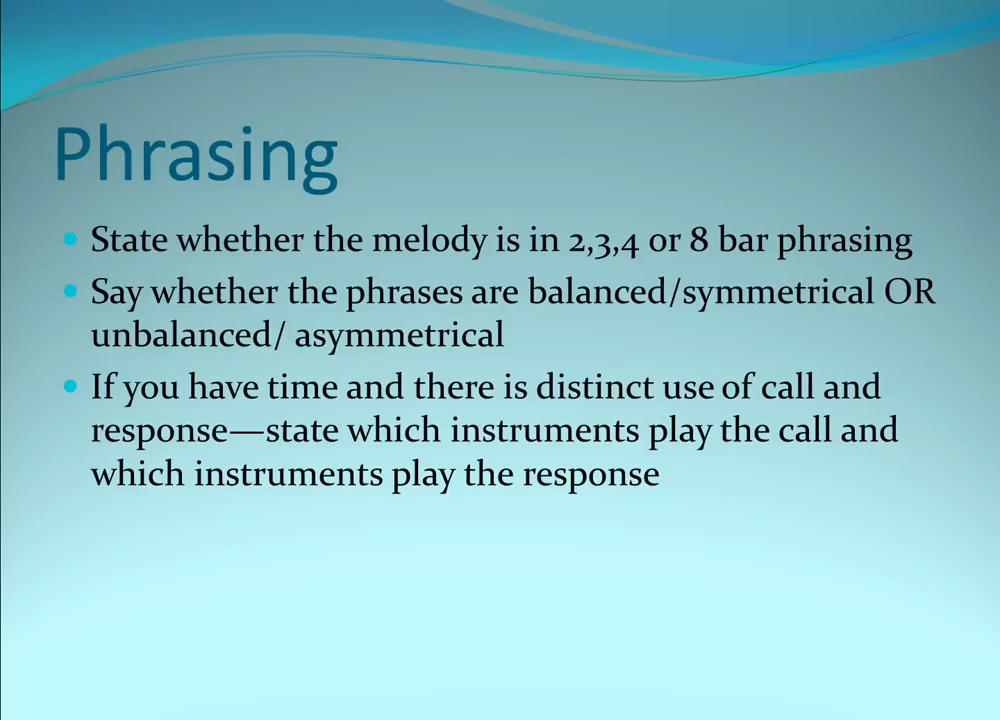 Phrasing
• State whether the melody is in 2,3,4 or 8 bar phrasing
• Say whether the phrases are balanced/symmetrical OR
unbalanced/ asymmetrical
• If you have time and there is distinct use of call and
response—state which instruments play the call and
which instruments play the response